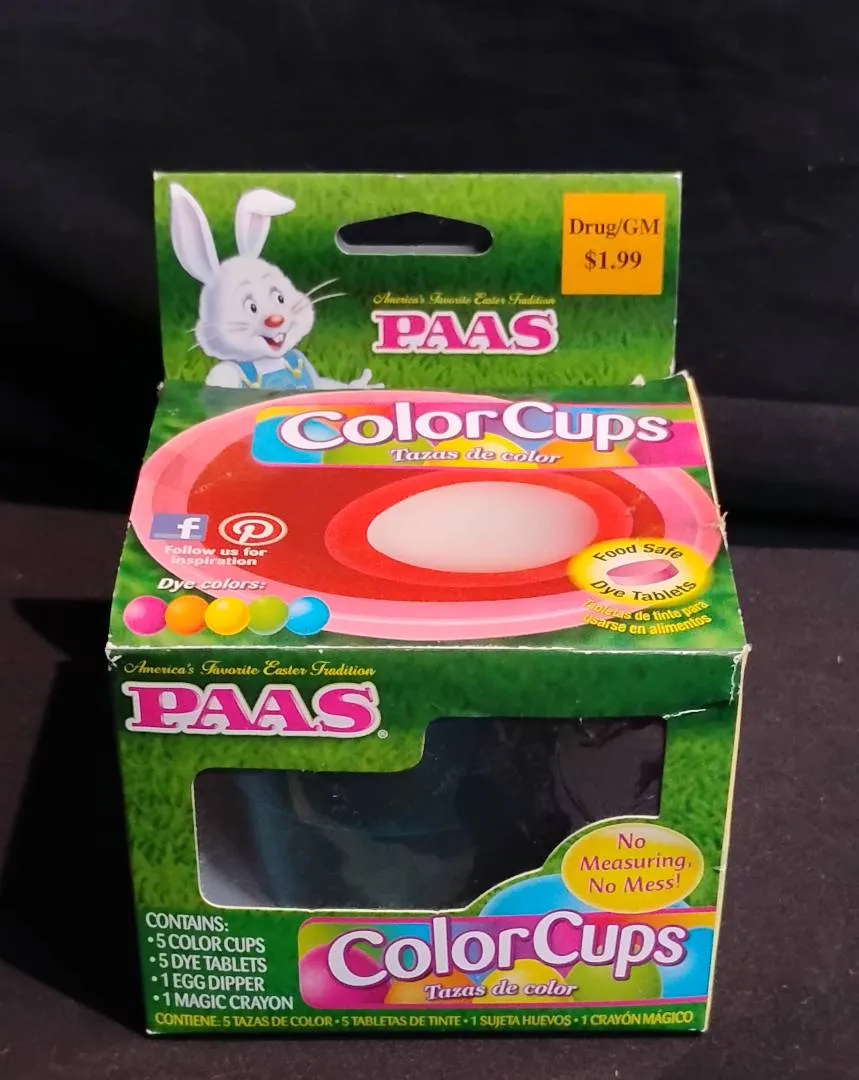 Drug/GM
$1.99
America's Favorite Easter Tradition
PAAS
ColorCups
Tazas de color
f
Follow us for
inspiration
Dye colors:
Food Safe
Dye Tablets
Tabletas de tinte para
usarse en alimentos
America's Favorite Easter Tradition
PAAS®
No
Measuring,
No Mess!
CONTAINS:
• 5 COLOR CUPS
• 5 DYE TABLETS
• 1 EGG DIPPER
• 1 MAGIC CRAYON
ColorCups
Tazas de color
CONTIENE: 5 TAZAS DE COLOR • 5 TABLETAS DE TINTE • 1 SUJETA HUEVOS • 1 CRAYÓN MÁGICO